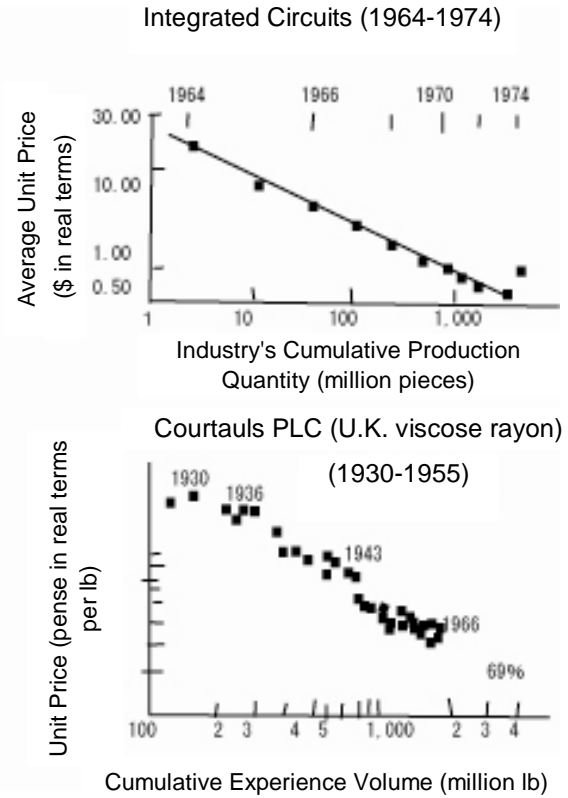 Integrated Circuits (1964-1974)
1964 1966 1970 1974
Average Unit Price
($ in real terms
30.00
10.00
1.00
0.50
1 10 100 1,000
Industry's Cumulative Production
Quantity (million pieces)
Courtauls PLC (U.K. viscose rayon)
(1930-1955)
1930
1936
1943
1966
69%
Unit Price (pense in real terms
per lb)
100 2 3 4 5 1,000 2 3 4
Cumulative Experience Volume (million lb)